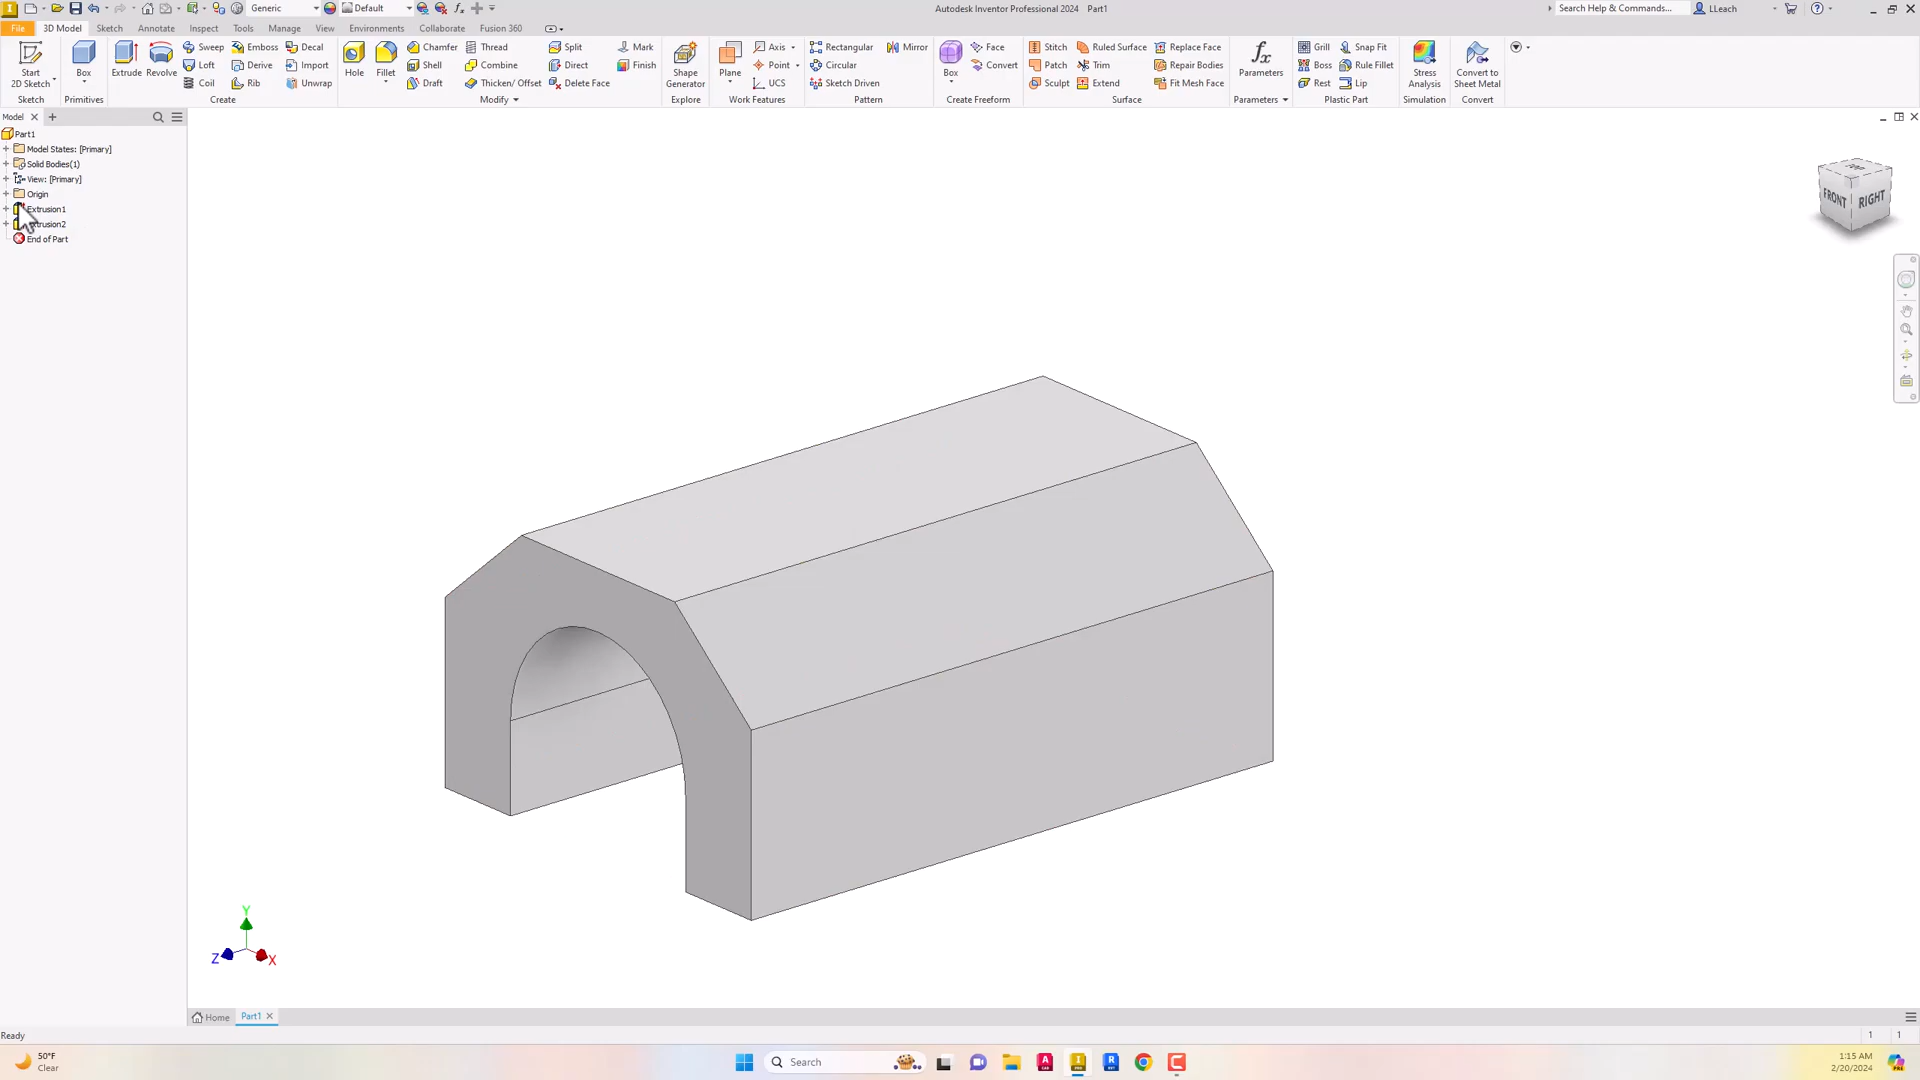 Generic
Default
Autodesk Inventor Professional 2024 Part1
Search Help & Commands...
LLeach
File 3D Model Sketch Annotate Inspect Tools Manage View Environments Collaborate Fusion 360
Start
2D Sketch
Sketch
Box
Primitives
Extrude
Revolve
Sweep
Emboss
Decal
Loft
Derive
Import
Coil
Rib
Unwrap
Create
Hole
Fillet
Chamfer
Thread
Split
Shell
Combine
Direct
Draft
Thicken/ Offset
Delete Face
Mark
Finish
Modify
Shape
Generator
Explore
Plane
Axis
Point
UCS
Work Features
Rectangular
Mirror
Circular
Sketch Driven
Pattern
Box
Face
Convert
Create Freeform
Stitch
Ruled Surface
Replace Face
Patch
Trim
Repair Bodies
Sculpt
Extend
Fit Mesh Face
Surface
fx
Parameters
Parameters
Grill
Snap Fit
Boss
Rule Fillet
Rest
Lip
Plastic Part
Stress
Analysis
Simulation
Convert to
Sheet Metal
Convert
Model
Part1
Model States: [Primary]
Solid Bodies(1)
View: [Primary]
Origin
Extrusion1
trusion2
End of Part
TOP
FRONT
RIGHT
Y
Z
X
Home
Part1
Ready
1
1
50°F
Clear
Search
1:15 AM
2/20/2024